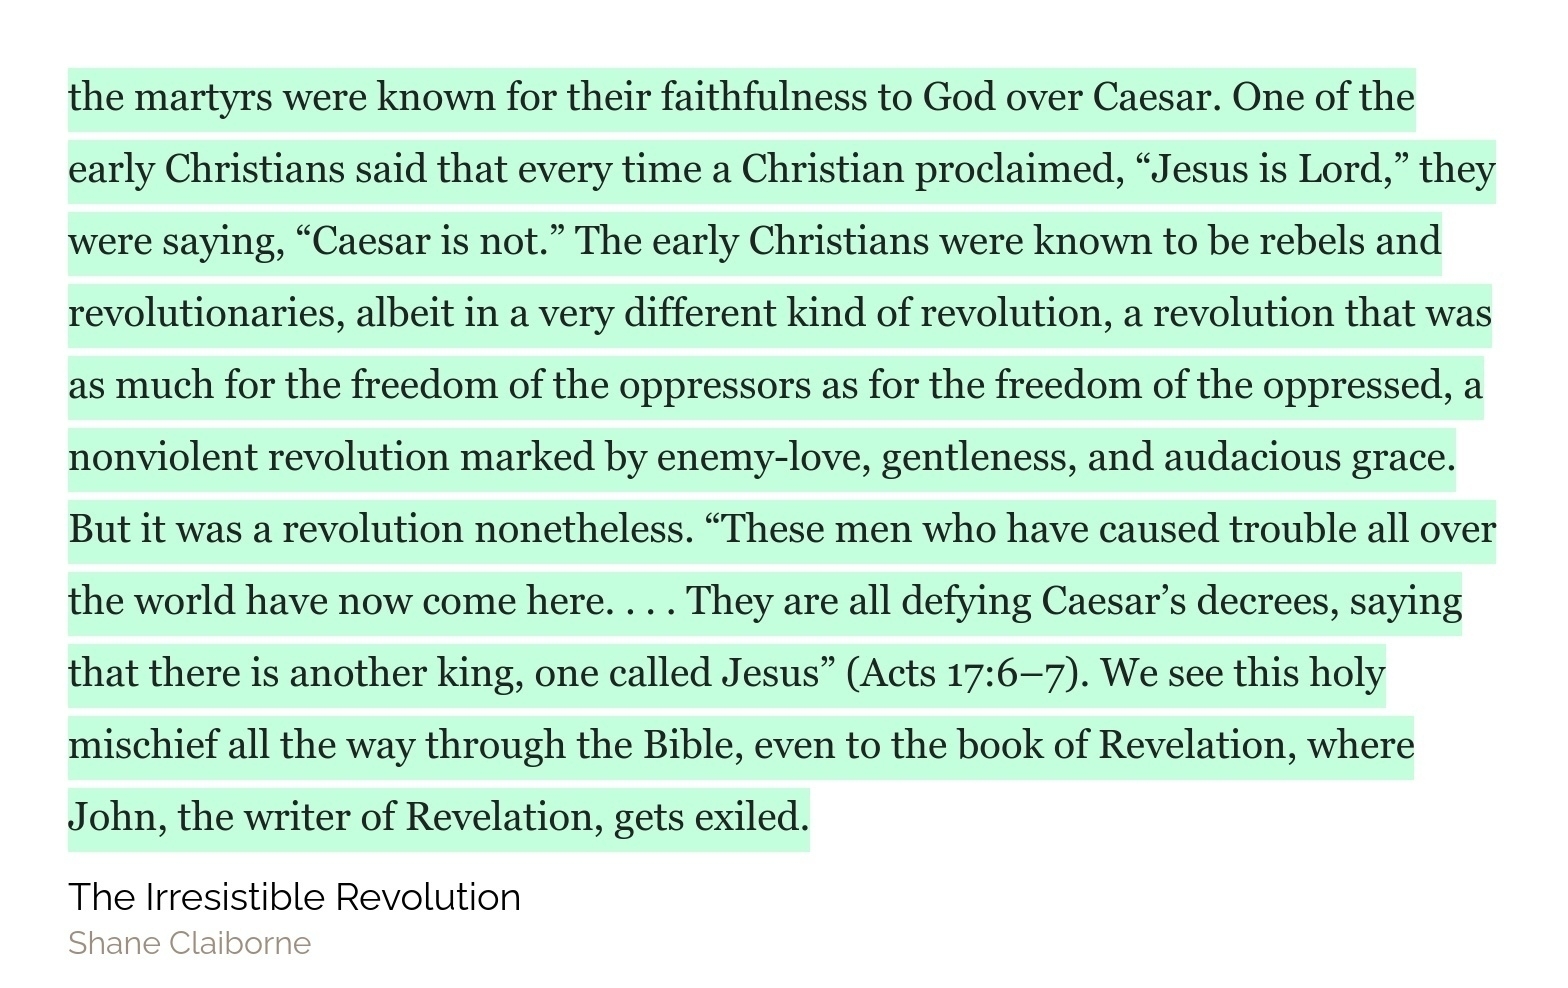 the martyrs were known for their faithfulness to God over Caesar. One of the
early Christians said that every time a Christian proclaimed, “Jesus is Lord,” they
were saying, “Caesar is not.” The early Christians were known to be rebels and
revolutionaries, albeit in a very different kind of revolution, a revolution that was
as much for the freedom of the oppressors as for the freedom of the oppressed, a
nonviolent revolution marked by enemy-love, gentleness, and audacious grace.
But it was a revolution nonetheless. “These men who have caused trouble all over
the world have now come here. . . . They are all defying Caesar’s decrees, saying
that there is another king, one called Jesus” (Acts 17:6–7). We see this holy
mischief all the way through the Bible, even to the book of Revelation, where
John, the writer of Revelation, gets exiled.
The Irresistible Revolution
Shane Claiborne